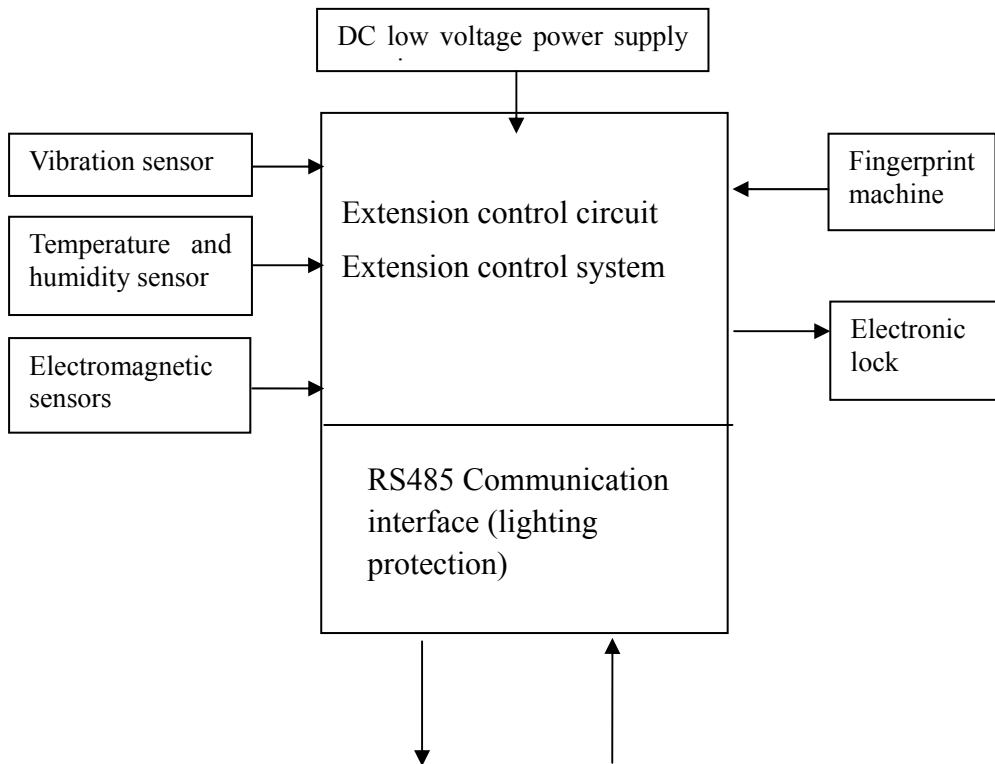 DC low voltage power supply
Vibration sensor
Temperature and
humidity sensor
Electromagnetic
sensors
Extension control circuit
Extension control system
RS485 Communication
interface (lighting
protection)
Fingerprint
machine
Electronic
lock